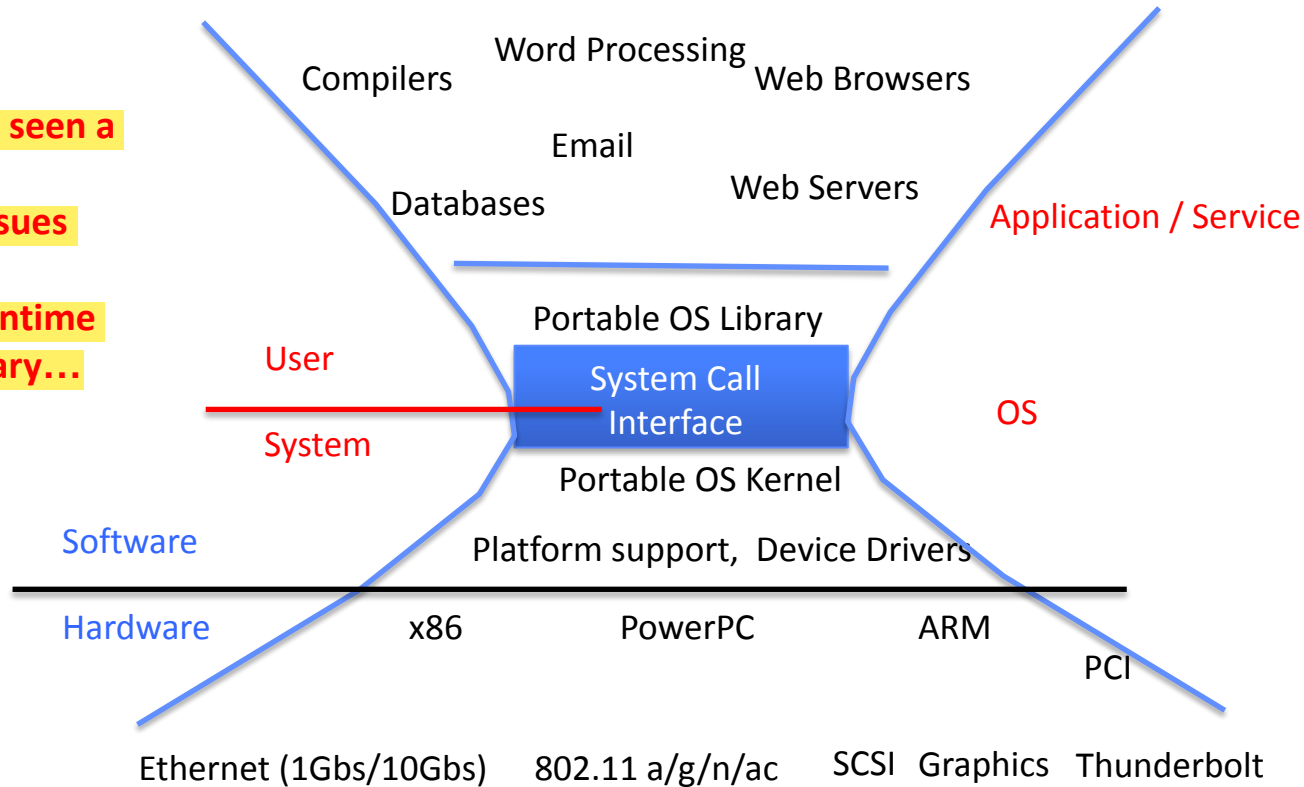 Word Processing
Compilers
Web Browsers
seen a
Email
Databases
Web Servers
sues
Application / Service
ntime
Portable OS Library
ary…
User
System Call
Interface
OS
System
Portable OS Kernel
Software
Platform support, Device Drivers
Hardware
x86
PowerPC
ARM
PCI
Ethernet (1Gbs/10Gbs)
802.11 a/g/n/ac
SCSI
Graphics
Thunderbolt